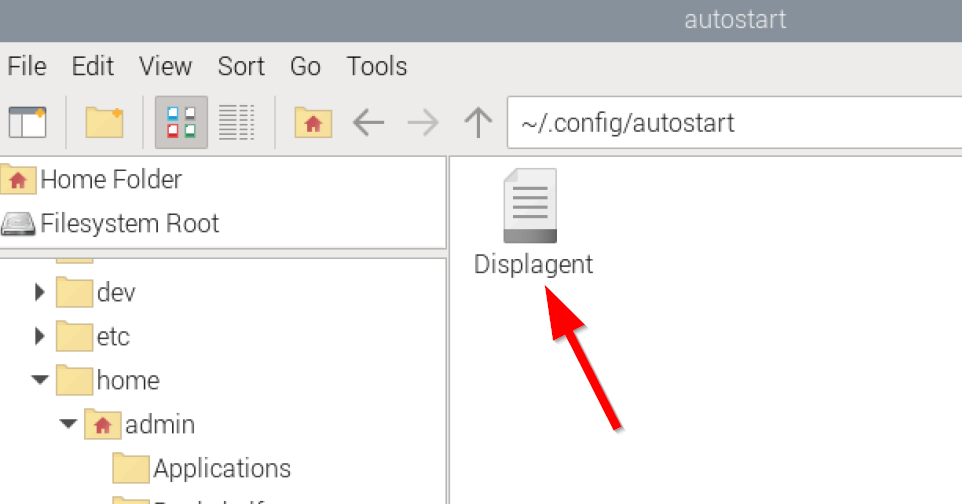 autostart
File Edit View Sort Go Tools
~/.config/autostart
Home Folder
Filesystem Root
Displagent
dev
etc
home
admin
Applications